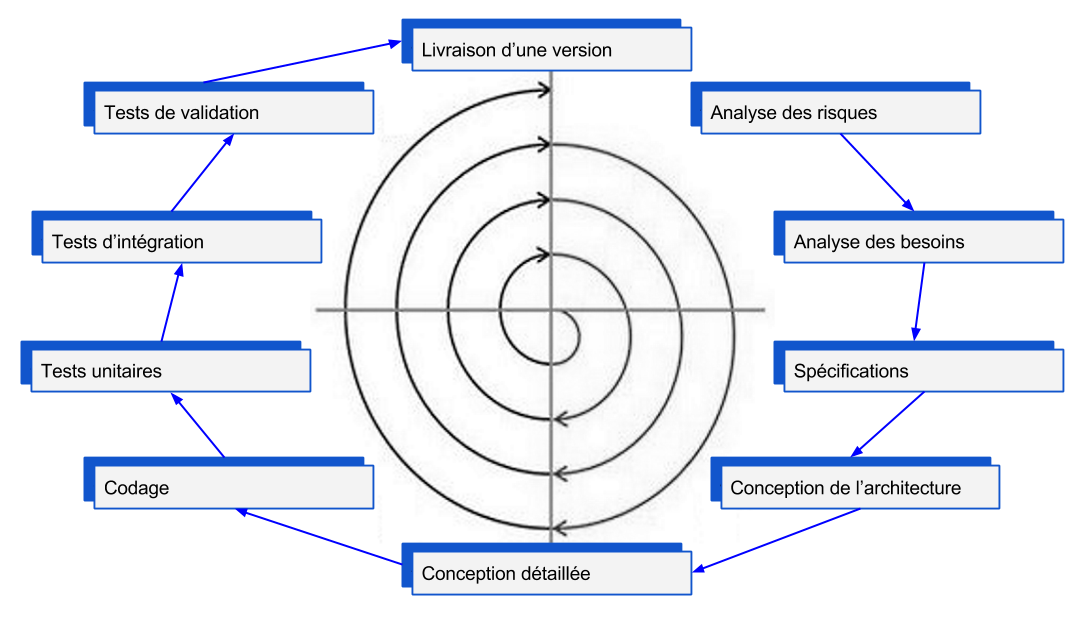 Livraison d'une version
Tests de validation
Analyse des risques
Tests d'intégration
Analyse des besoins
Tests unitaires
Spécifications
Codage
Conception de l'architecture
Conception détaillée